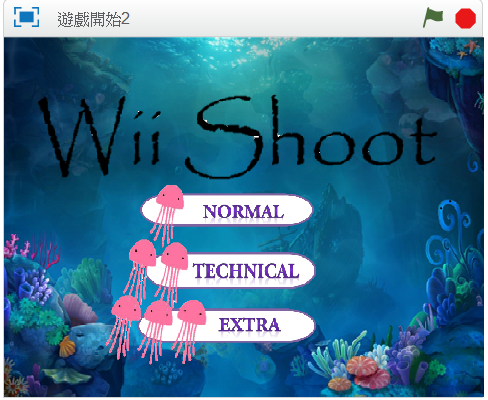 遊戲開始2
Wii Shoot
NORMAL
TECHNICAL
EXTRA